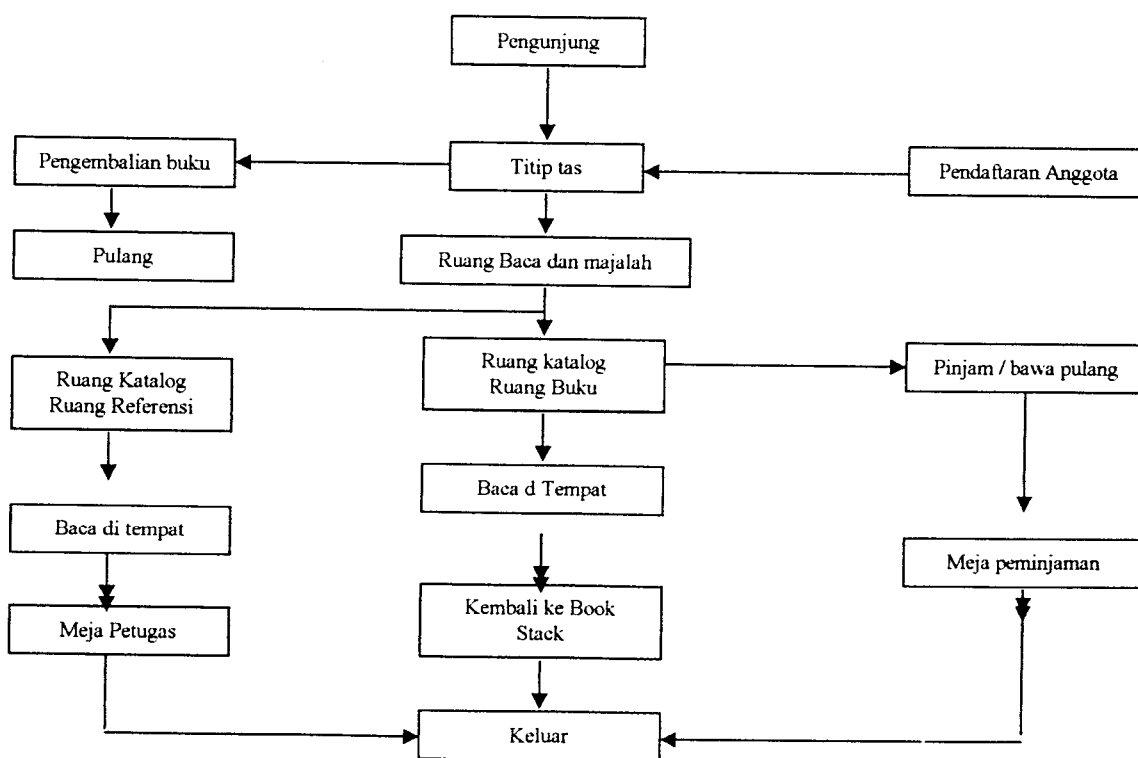 Pengunjung
Pengembalian buku
Titip tas
Pendaftaran Anggota
Pulang
Ruang Baca dan majalah
Ruang Katalog
Ruang Referensi
Ruang katalog
Ruang Buku
Pinjam / bawa pulang
Baca d Tempat
Baca di tempat
Meja peminjaman
Meja Petugas
Kembali ke Book
Stack
Keluar